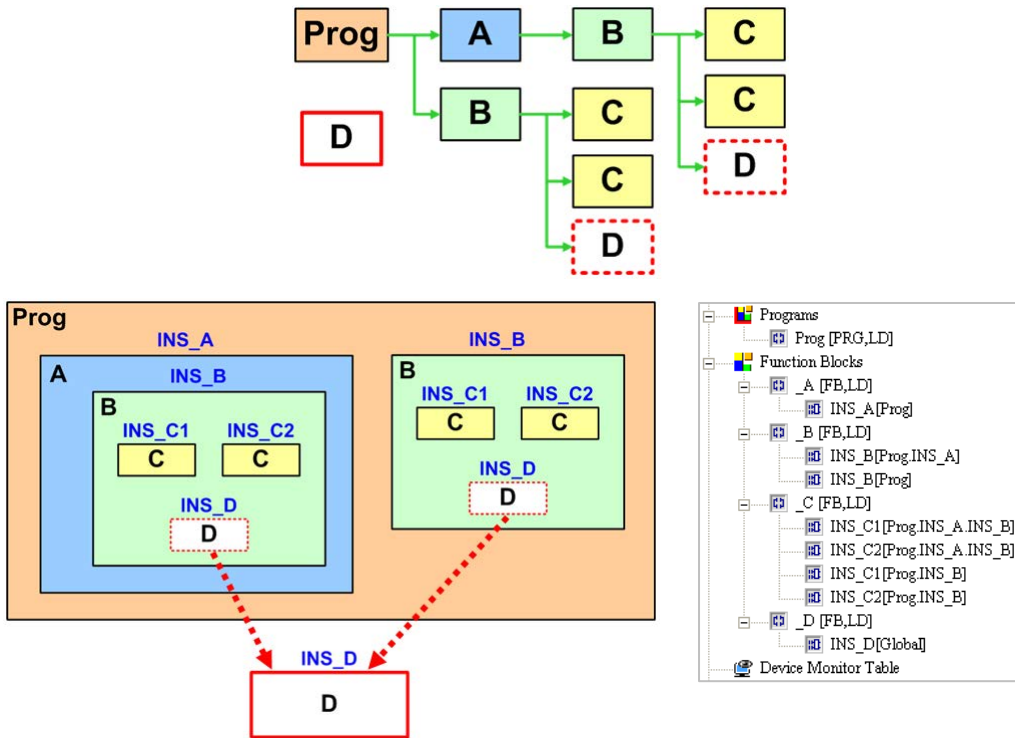 Prog
A
B
C
D
B
C
C
C
D
D
Prog
INS_A
A
INS_B
B
INS_C1
INS_C2
C
C
INS_D
D
INS_B
B
INS_C1
INS_C2
C
C
INS_D
D
INS_D
D
Programs
Prog [PRG,LD]
Function Blocks
_A [FB,LD]
INS_A[Prog]
_B [FB,LD]
INS_B[Prog.INS_A]
INS_B[Prog]
_C [FB,LD]
INS_C1[Prog.INS_A.INS_B]
INS_C2[Prog.INS_A.INS_B]
INS_C1[Prog.INS_B]
INS_C2[Prog.INS_B]
_D [FB,LD]
INS_D[Global]
Device Monitor Table